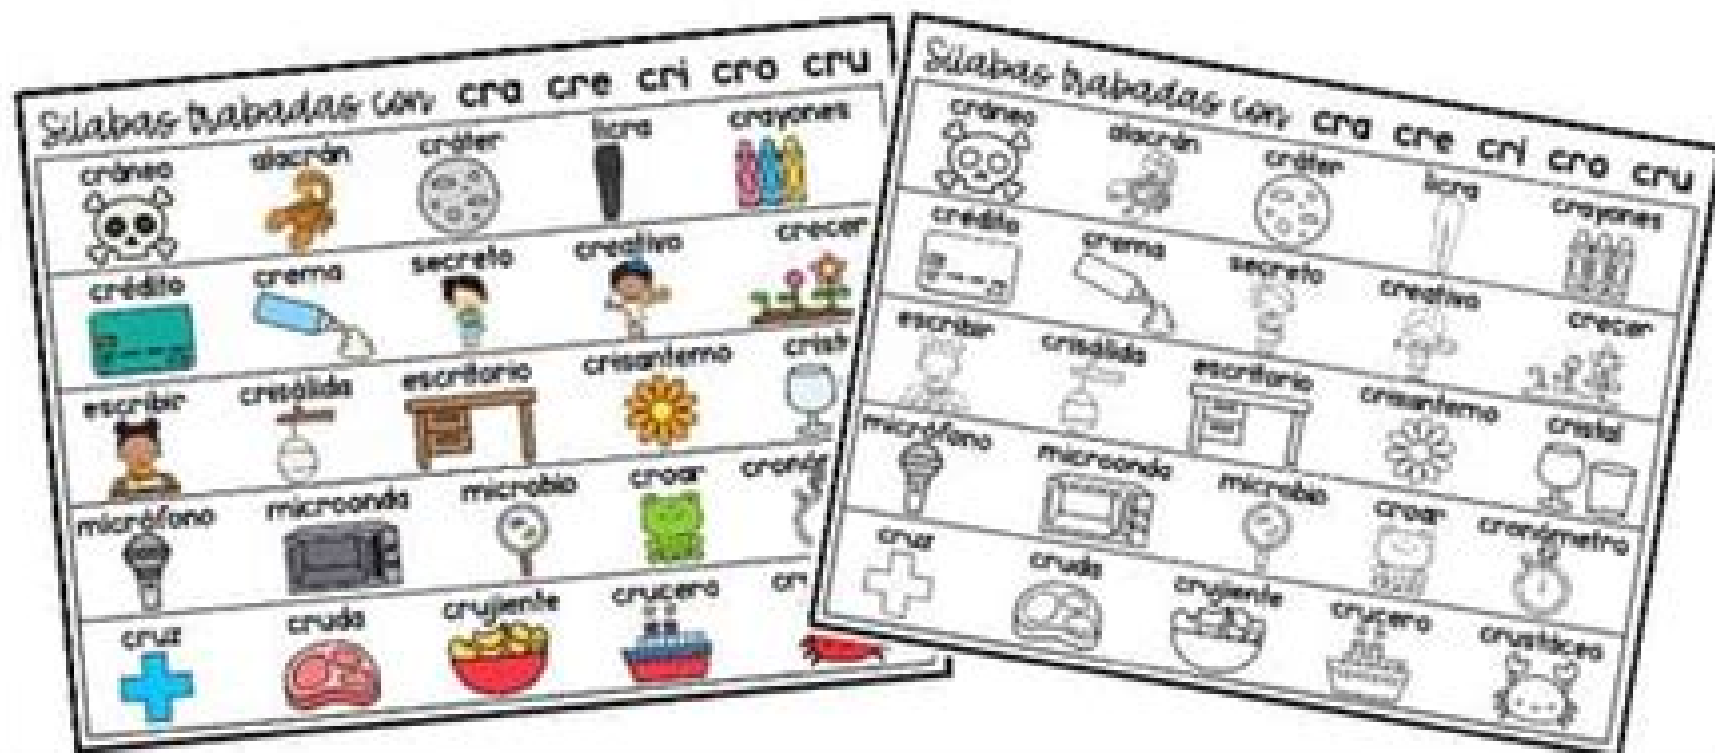 Sílabas trabadas con cra cre cri cro cru
cráneo alacrán cráter licra crayones
crédito crema secreto creativo crecer
escribir crisálida escritorio crisantemo crist
micrófono microonda microbio croar cronóm
cruz cruda crujiente crucero cr
Sílabas trabadas con cra cre cri cro cru
cráneo alacrán cráter licra crayones
crédito crema secreto creativo crecer
escribir crisálida escritorio crisantemo cristal
micrófono microonda microbio croar cronómetro
cruz cruda crujiente crucero crustáceo